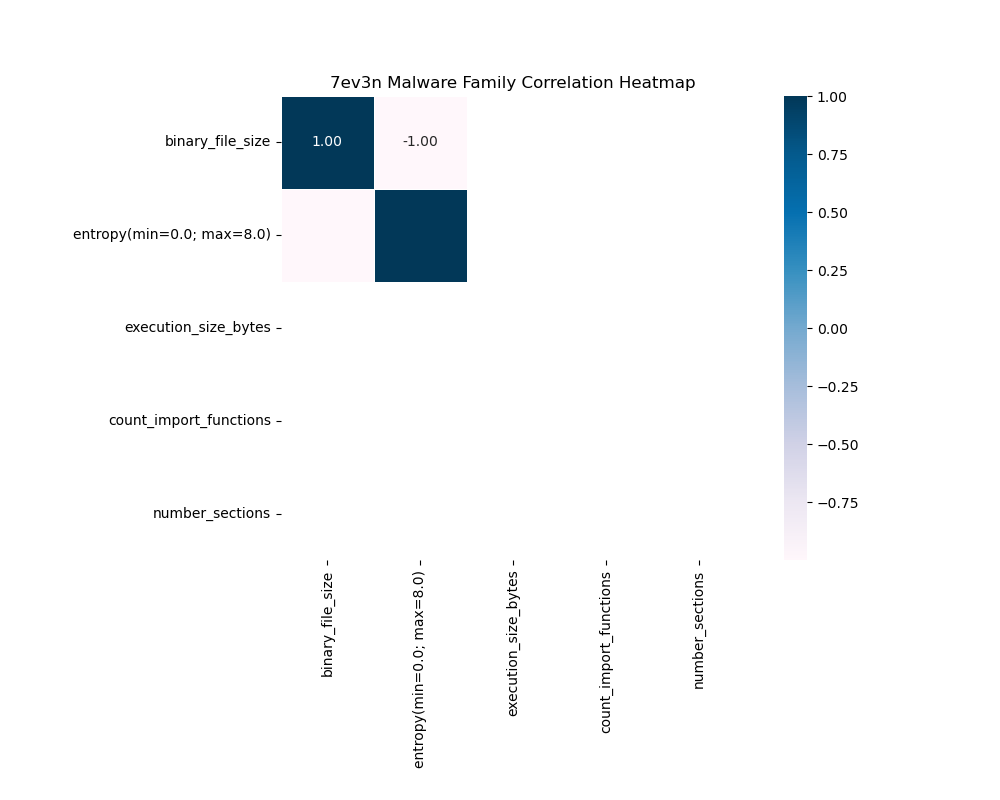 7ev3n Malware Family Correlation Heatmap
binary_file_size
entropy(min=0.0; max=8.0)
execution_size_bytes
count_import_functions
number_sections
1.00
-1.00
binary_file_size
entropy(min=0.0; max=8.0)
execution_size_bytes
count_import_functions
number_sections
1.00
0.75
0.50
0.25
0.00
−0.25
−0.50
−0.75